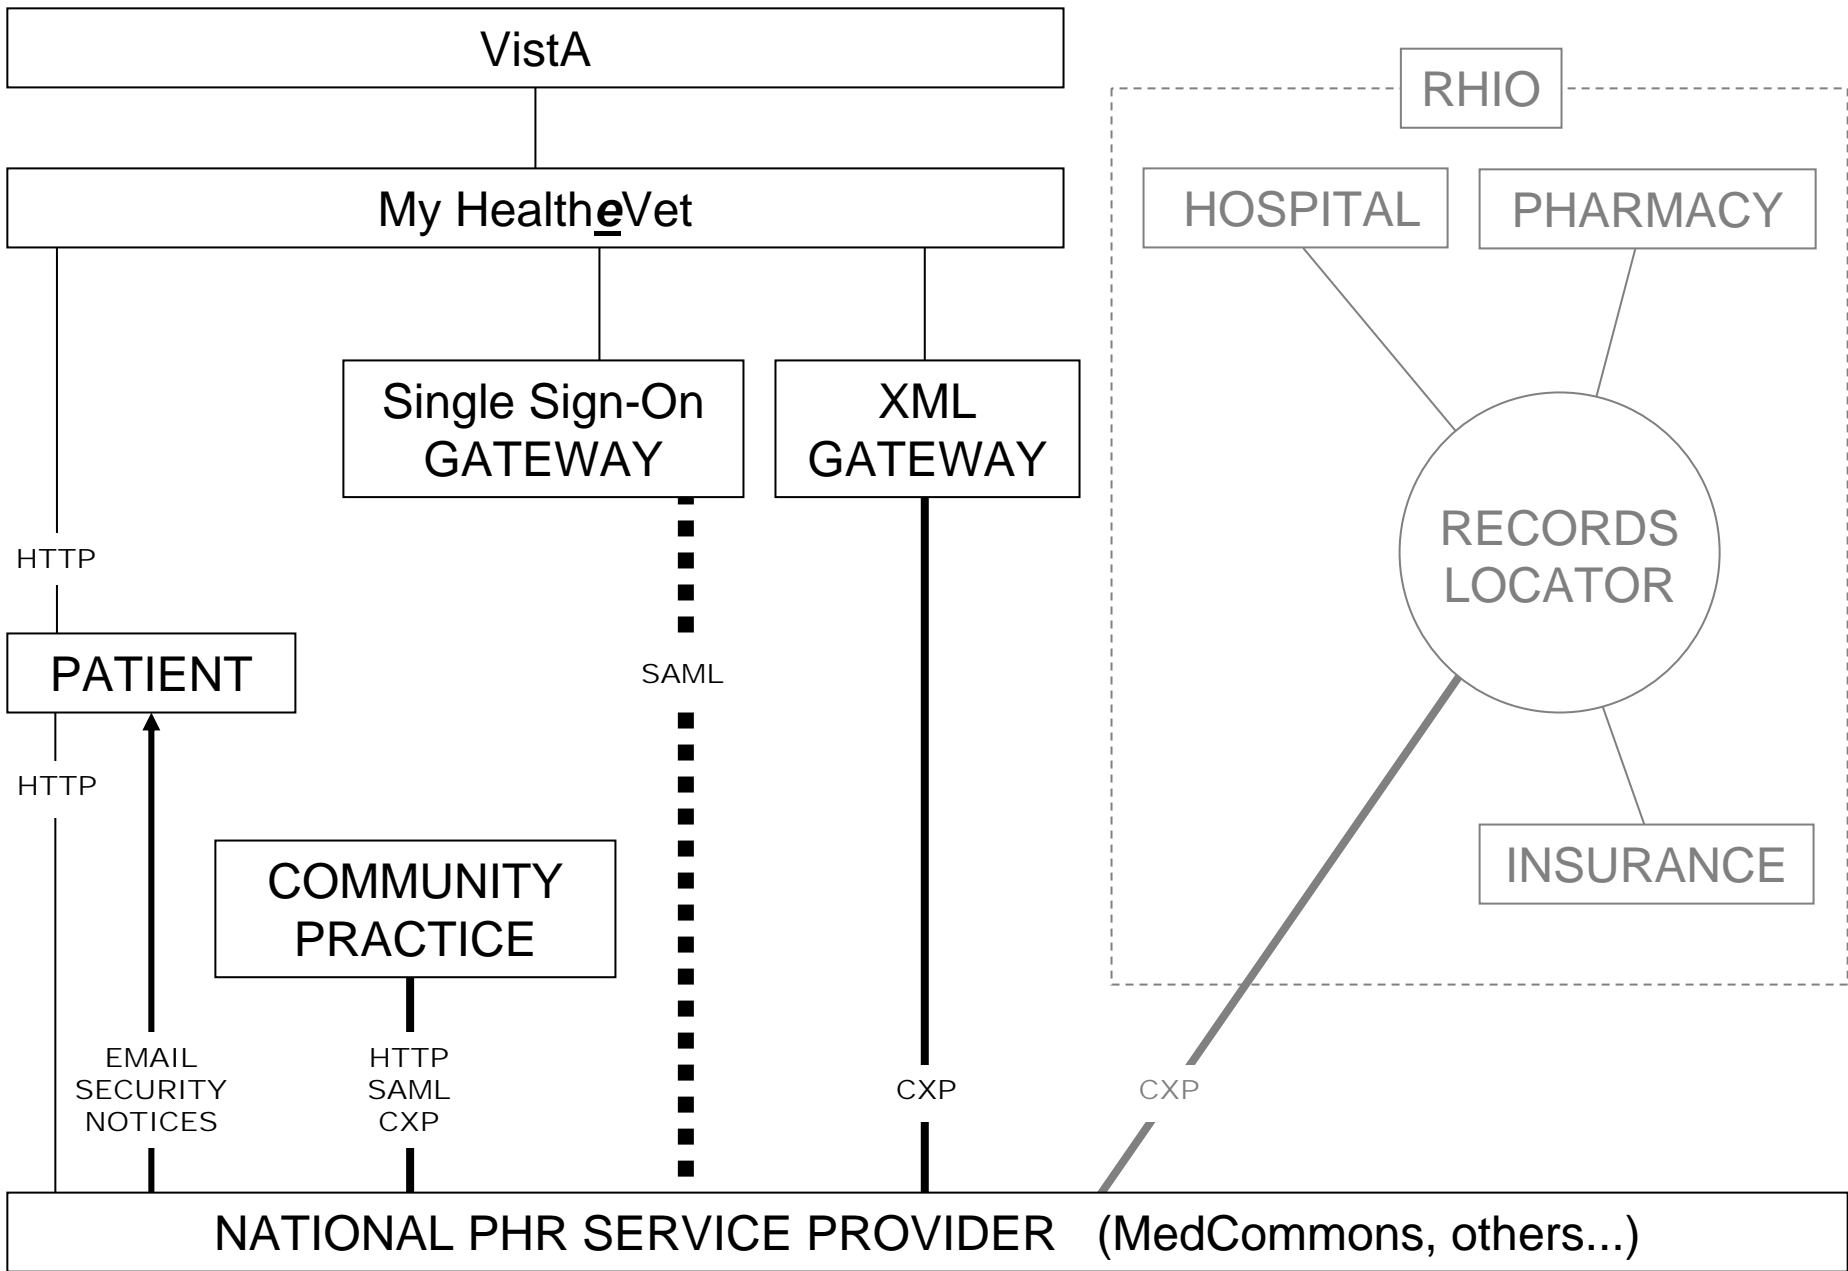 VistA
RHIO
My HealtheVet
HOSPITAL
PHARMACY
Single Sign-On
GATEWAY
XML
GATEWAY
RECORDS
LOCATOR
HTTP
PATIENT
SAML
HTTP
COMMUNITY
PRACTICE
INSURANCE
EMAIL
SECURITY
NOTICES
HTTP
SAML
CXP
CXP
CXP
NATIONAL PHR SERVICE PROVIDER (MedCommons, others...)